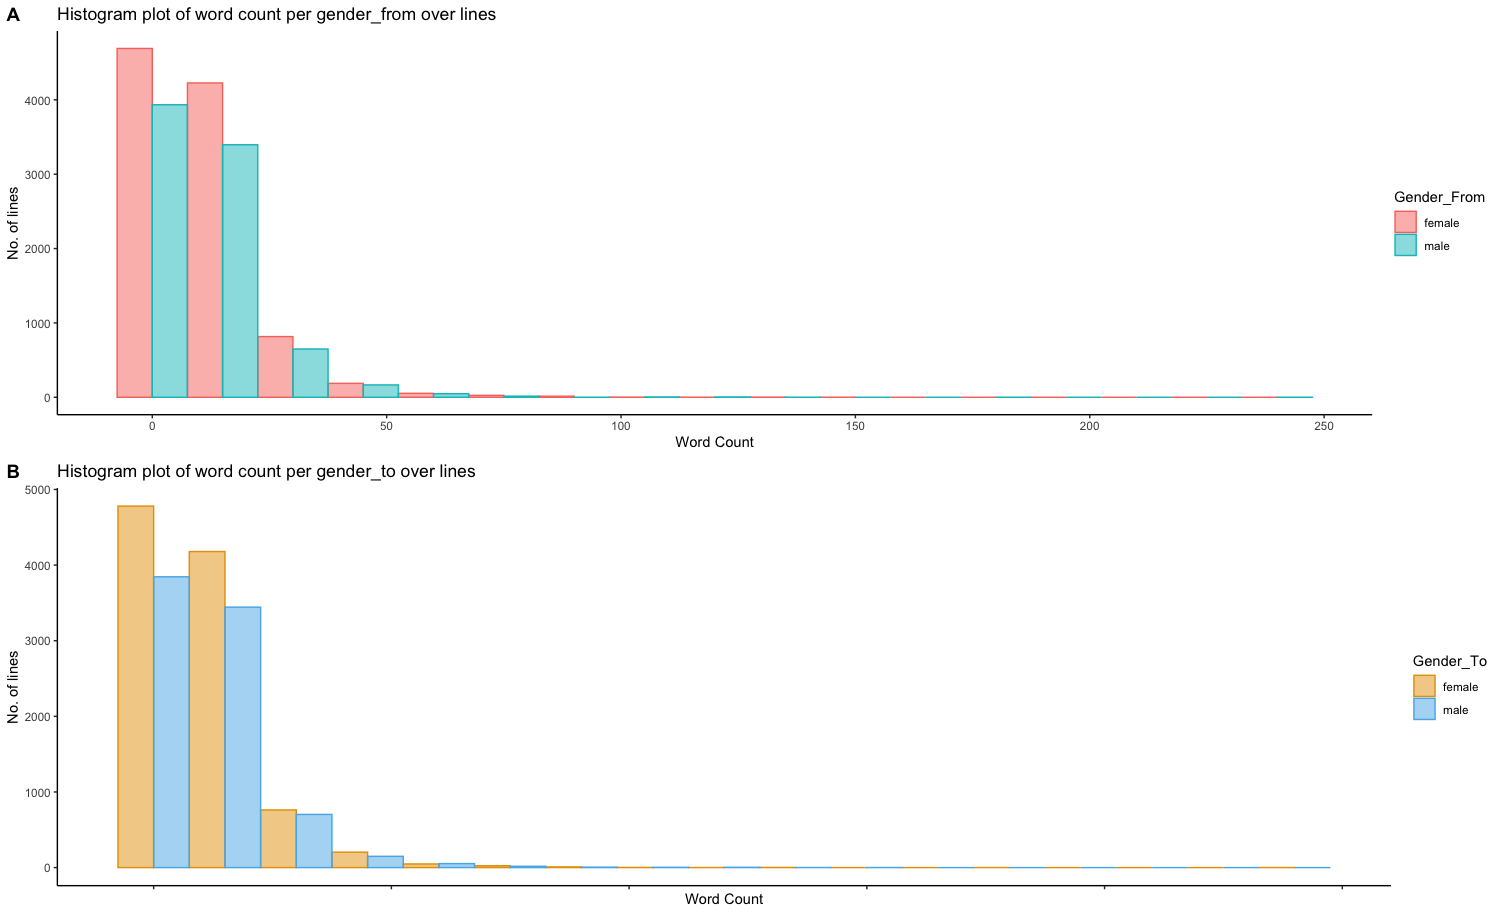 A
Histogram plot of word count per gender_from over lines
No. of lines
4000
3000
2000
1000
0
0 50 100 150 200 250
Word Count
Gender_From
female
male
B
Histogram plot of word count per gender_to over lines
No. of lines
5000
4000
3000
2000
1000
0
Word Count
Gender_To
female
male